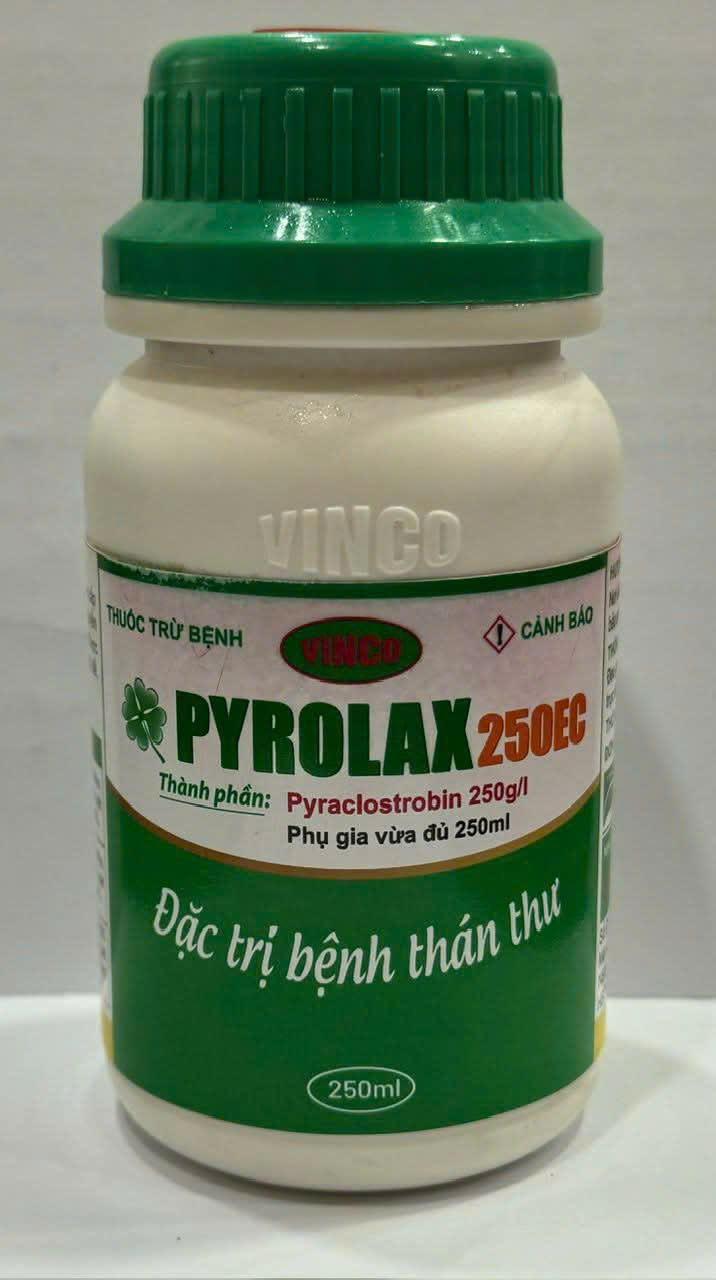 VINCO
THUỐC TRỪ BỆNH
VINCO
CẢNH BÁO
PYROLAX 250EC
Thành phần: Pyraclostrobin 250g/l
Phụ gia vừa đủ 250ml
Đặc trị bệnh thán thư
250ml